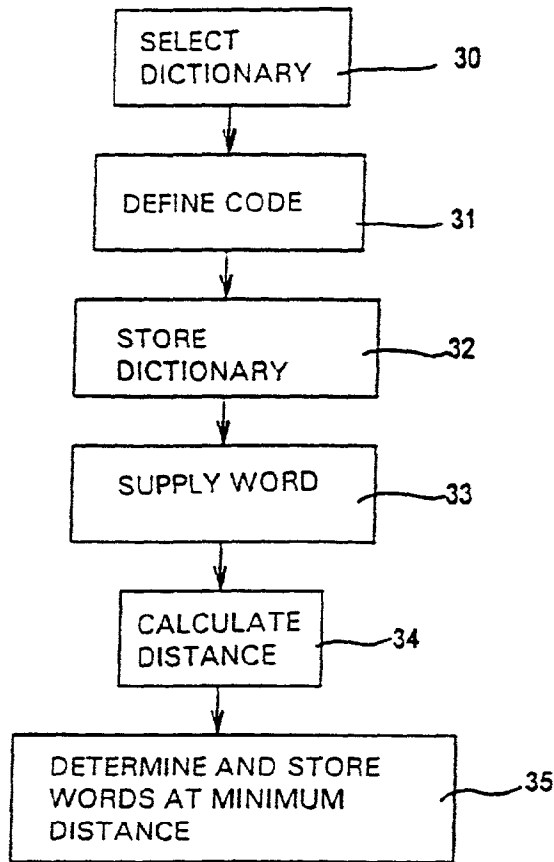 SELECT
DICTIONARY
30
DEFINE CODE
31
STORE
DICTIONARY
32
SUPPLY WORD
33
CALCULATE
DISTANCE
34
DETERMINE AND STORE
WORDS AT MINIMUM
DISTANCE
35